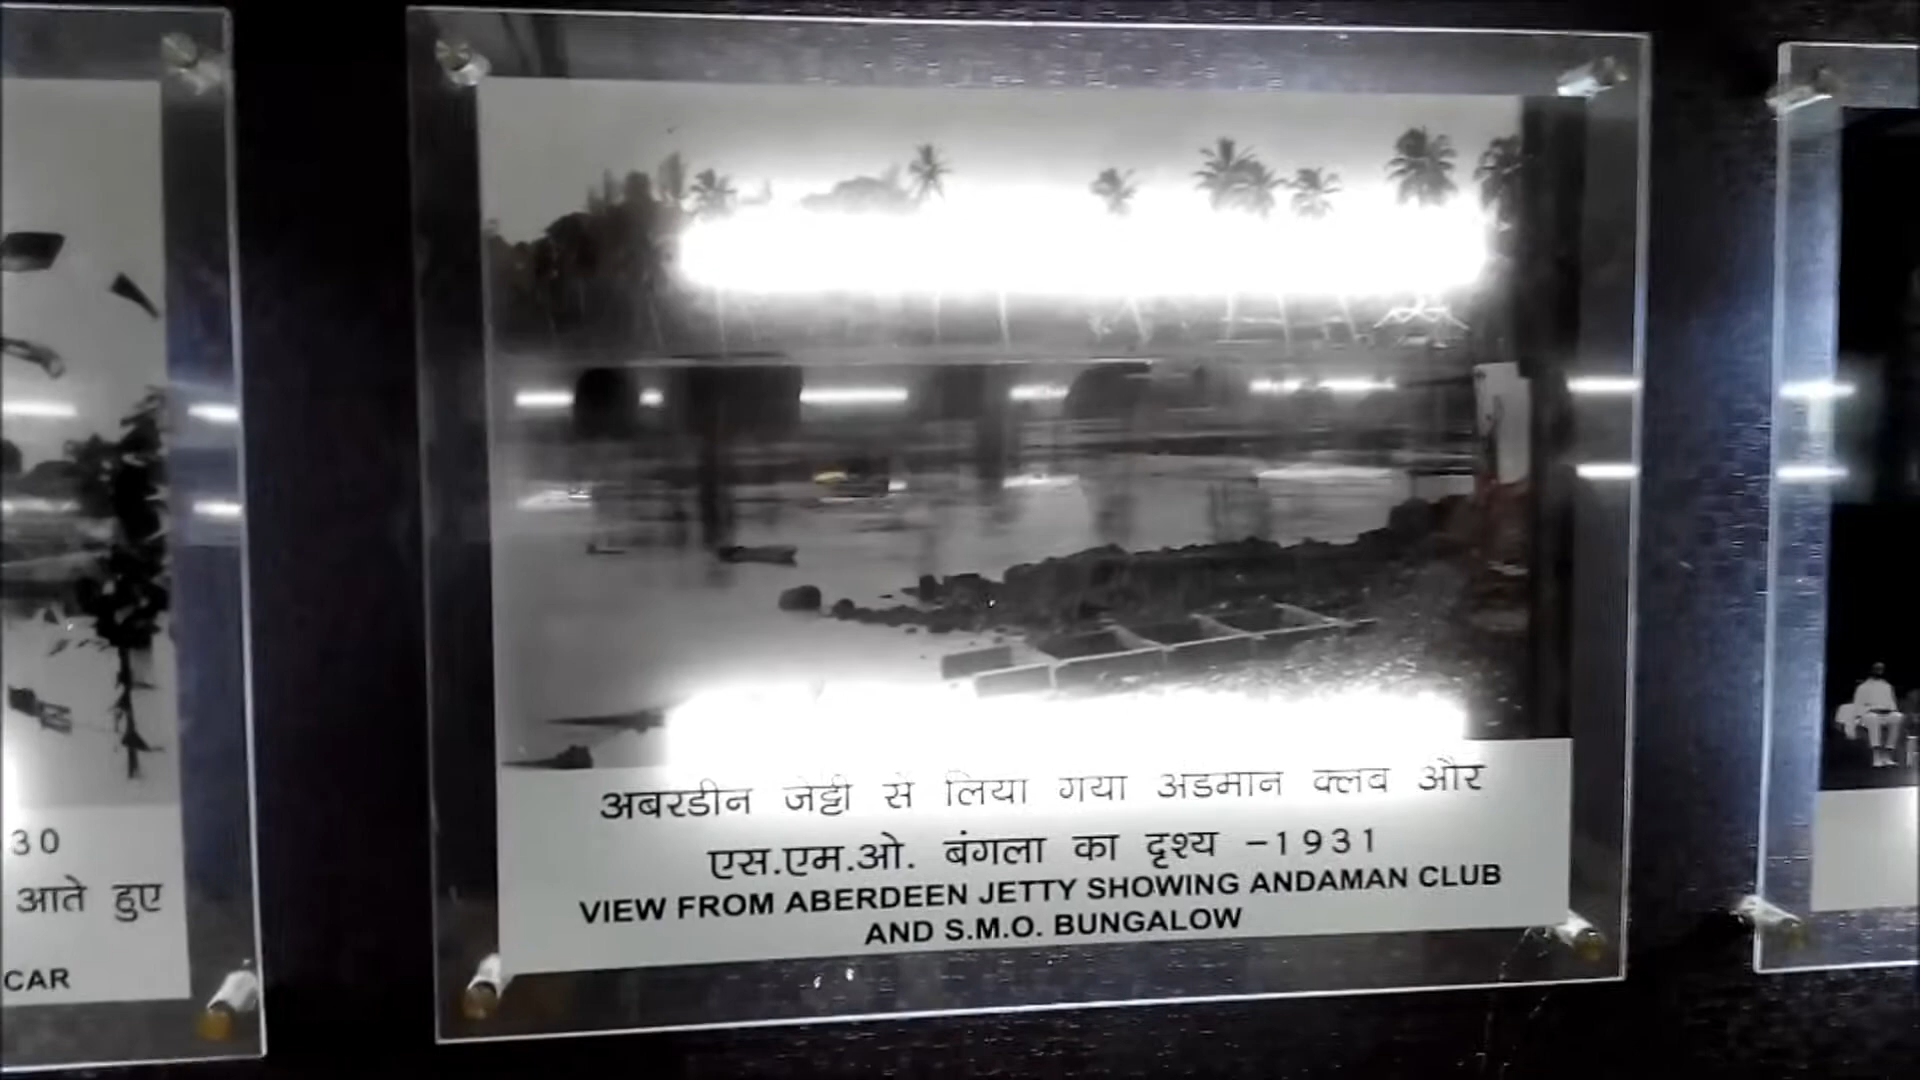 30
आते हुए
CAR
अबरडीन जेट्टी से लिया गया अडमान क्लब और
एस.एम.ओ. बंगला का दृश्य -1931
VIEW FROM ABERDEEN JETTY SHOWING ANDAMAN CLUB
AND S.M.O. BUNGALOW